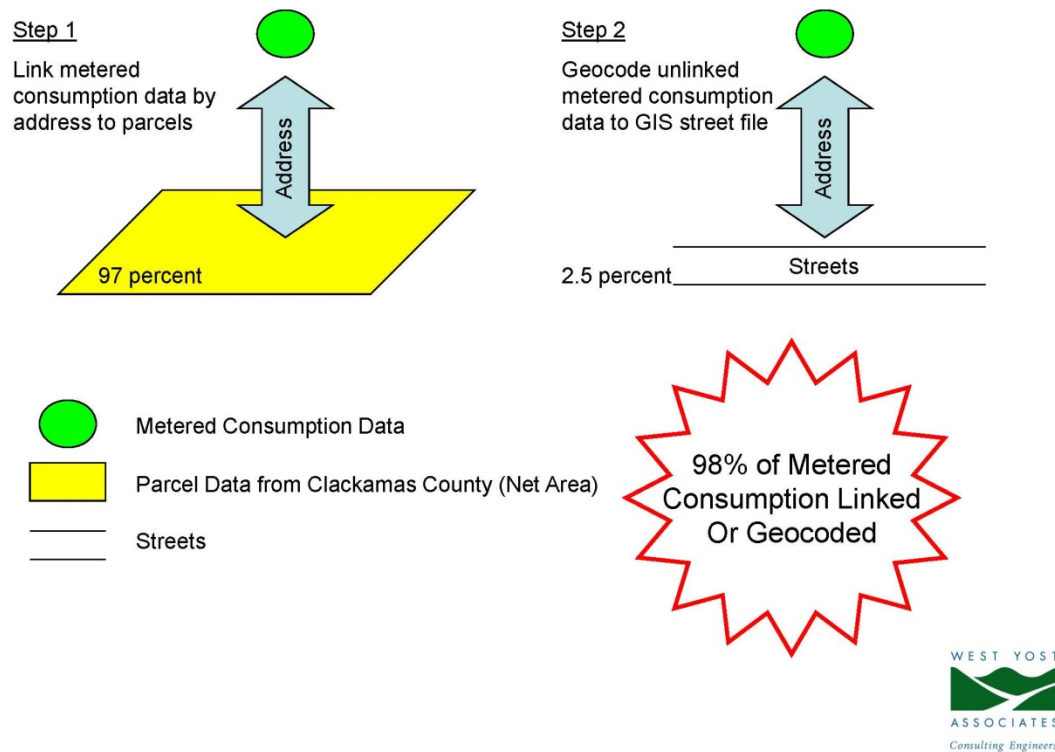 Step 1
Link metered
consumption data by
address to parcels
Address
97 percent
Step 2
Geocode unlinked
metered consumption
data to GIS street file
Address
2.5 percent
Streets
Metered Consumption Data
Parcel Data from Clackamas County (Net Area)
Streets
98% of Metered
Consumption Linked
Or Geocoded
WEST YOST
ASSOCIATES
Consulting Engineers